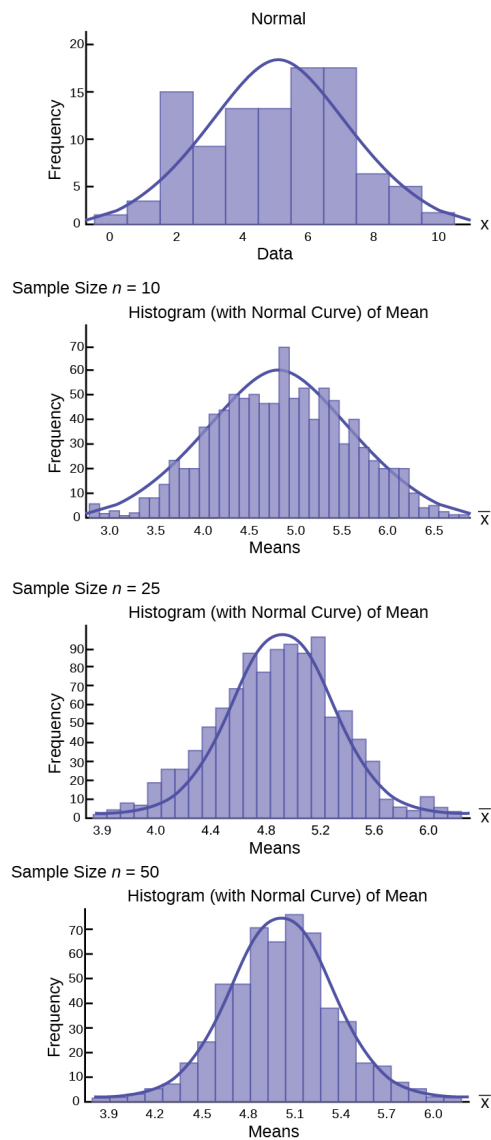 Normal
20
15
10
5
0
Frequency
0 2 4 6 8 10
x
Data
Sample Size n = 10
Histogram (with Normal Curve) of Mean
70
60
50
40
30
20
10
0
Frequency
3.0 3.5 4.0 4.5 5.0 5.5 6.0 6.5
x̅
Means
Sample Size n = 25
Histogram (with Normal Curve) of Mean
90
80
70
60
50
40
30
20
10
0
Frequency
3.9 4.0 4.4 4.8 5.2 5.6 6.0
x̅
Means
Sample Size n = 50
Histogram (with Normal Curve) of Mean
70
60
50
40
30
20
10
0
Frequency
3.9 4.2 4.5 4.8 5.1 5.4 5.7 6.0
x̅
Means